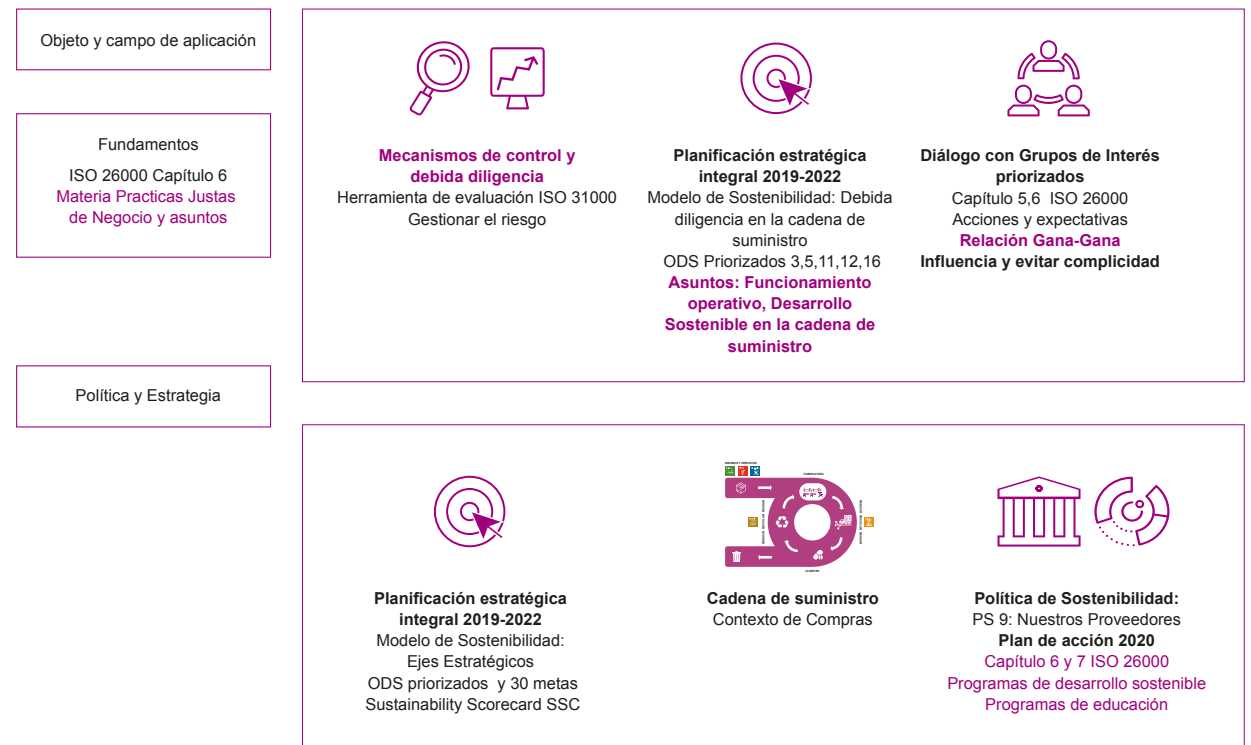 Objeto y campo de aplicación
Fundamentos
ISO 26000 Capítulo 6
Materia Practicas Justas
de Negocio y asuntos
Mecanismos de control y
debida diligencia
Herramienta de evaluación ISO 31000
Gestionar el riesgo
Planificación estratégica
integral 2019-2022
Modelo de Sostenibilidad: Debida
diligencia en la cadena de
suministro
ODS Priorizados 3,5,11,12,16
Asuntos: Funcionamiento
operativo, Desarrollo
Sostenible en la cadena de
suministro
Diálogo con Grupos de Interés
priorizados
Capítulo 5,6 ISO 26000
Acciones y expectativas
Relación Gana-Gana
Influencia y evitar complicidad
Política y Estrategia
Planificación estratégica
integral 2019-2022
Modelo de Sostenibilidad:
Ejes Estratégicos
ODS priorizados y 30 metas
Sustainability Scorecard SSC
Cadena de suministro
Contexto de Compras
Política de Sostenibilidad:
PS 9: Nuestros Proveedores
Plan de acción 2020
Capítulo 6 y 7 ISO 26000
Programas de desarrollo sostenible
Programas de educación